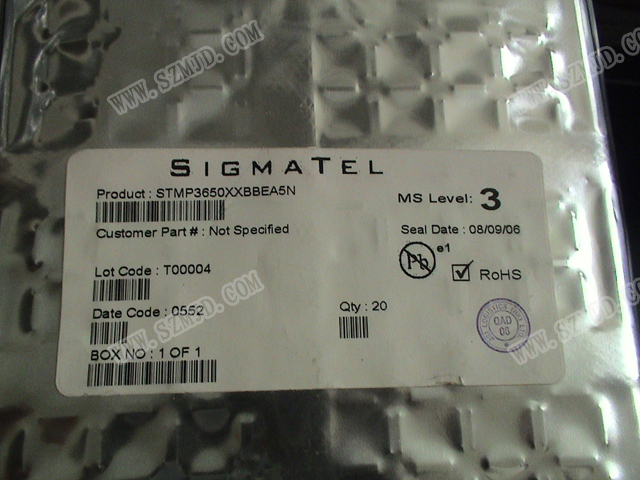 SIGMATEL
Product : STMP3650XXBBEA5N
MS Level: 3
Customer Part # : Not Specified
Seal Date : 08/09/06
Pb e1
RoHS
Lot Code : T00004
Date Code : 0552
Qty : 20
QAD
08
BOX NO : 1 OF 1
WWW.SZMJD.COM
WWW.SZMJD.COM
WWW.SZMJD.COM
WWW.SZMJD.COM